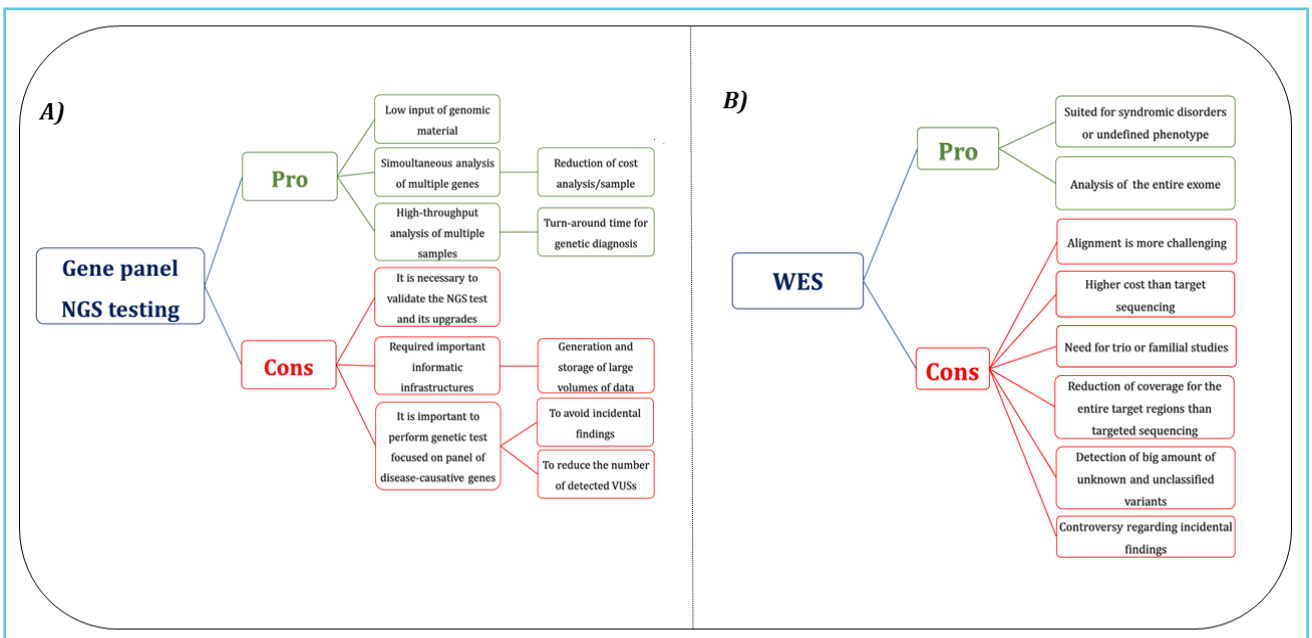 A)
Gene panel
NGS testing
Pro
Low input of genomic
material
Simoultaneous analysis
of multiple genes
Reduction of cost
analysis/sample
High-throughput
analysis of multiple
samples
Turn-around time for
genetic diagnosis
Cons
It is necessary to
validate the NGS test
and its upgrades
Required important
informatic
infrastructures
Generation and
storage of large
volumes of data
It is important to
perform genetic test
focused on panel of
disease-causative genes
To avoid incidental
findings
To reduce the number
of detected VUSs
B)
WES
Pro
Suited for syndromic disorders
or undefined phenotype
Analysis of the entire exome
Cons
Alignment is more challenging
Higher cost than target
sequencing
Need for trio or familial studies
Reduction of coverage for the
entire target regions than
targeted sequencing
Detection of big amount of
unknown and unclassified
variants
Controversy regarding incidental
findings